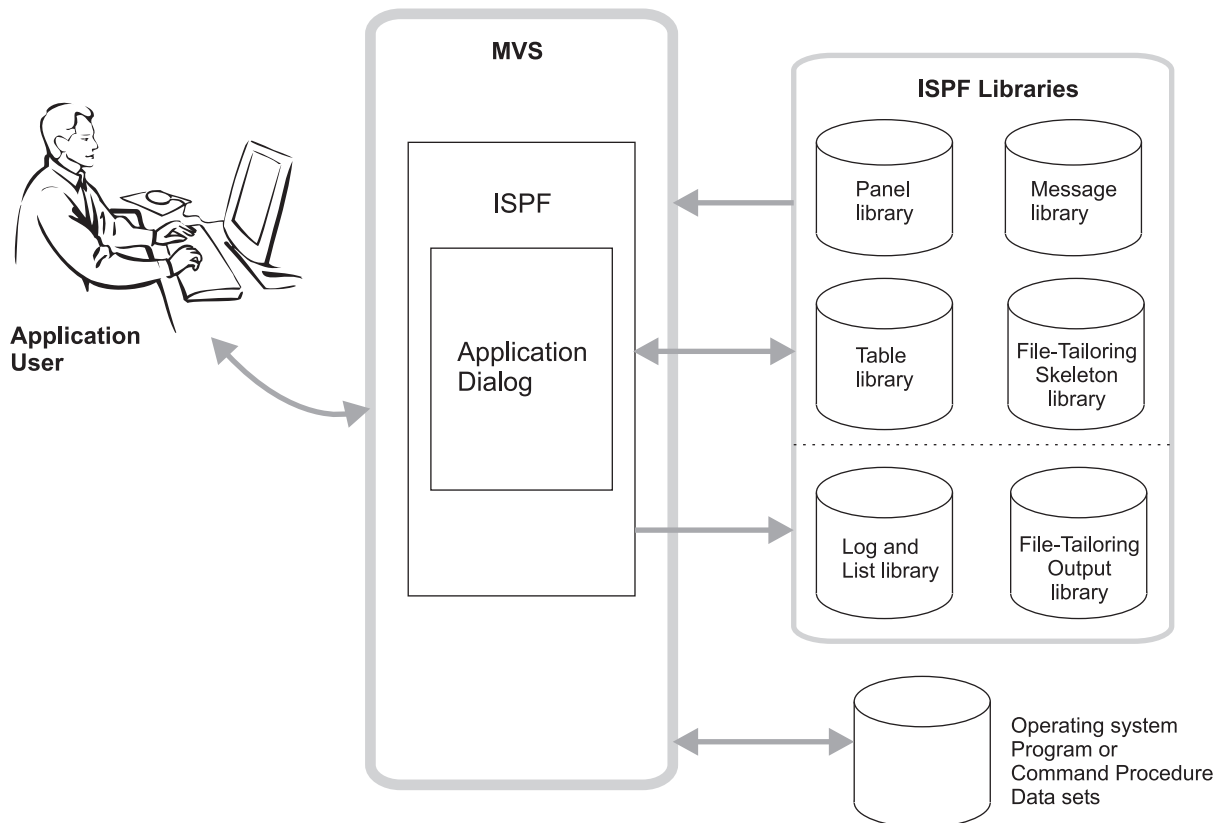 MVS
ISPF Libraries
Panel
library
Message
library
ISPF
Application
User
Application
Dialog
Table
library
File-Tailoring
Skeleton
library
Log and
List library
File-Tailoring
Output
library
Operating system
Program or
Command Procedure
Data sets